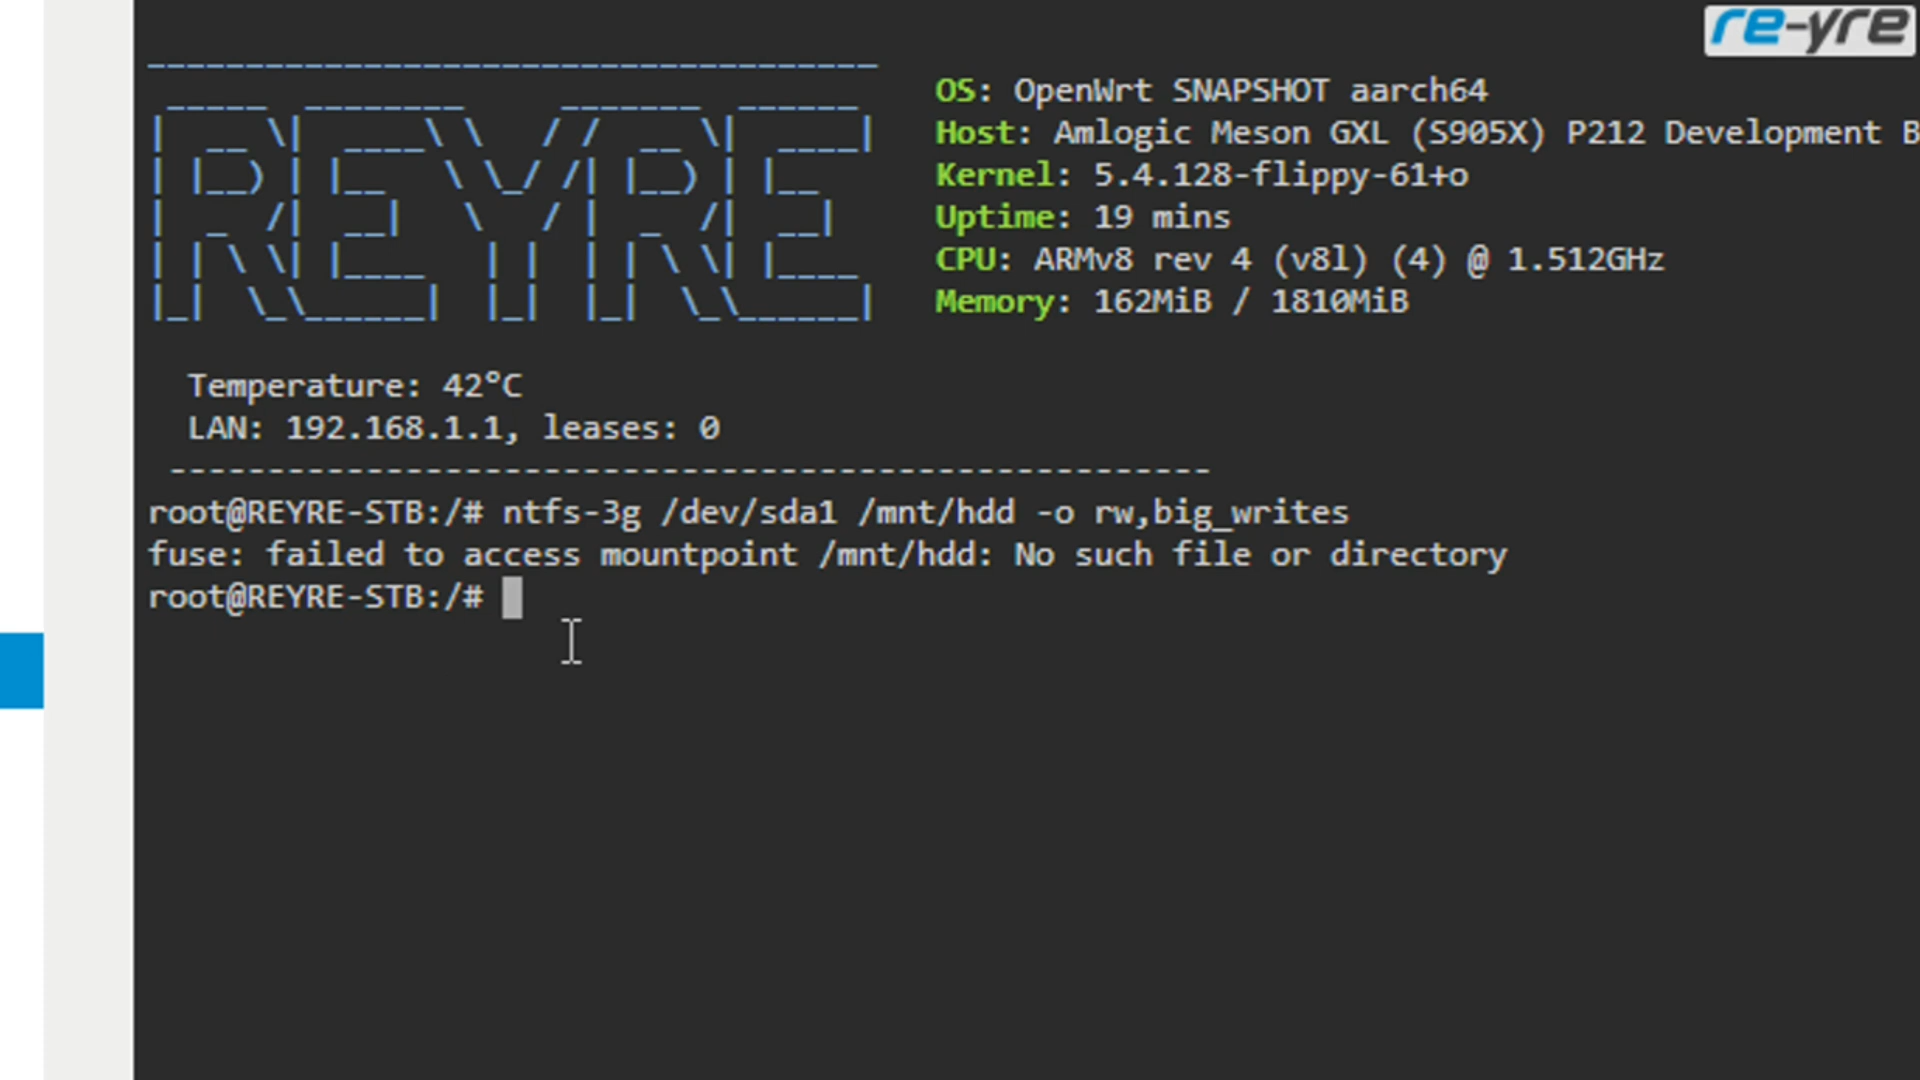 re-yre
REYRE
OS: OpenWrt SNAPSHOT aarch64
Host: Amlogic Meson GXL (S905X) P212 Development B
Kernel: 5.4.128-flippy-61+o
Uptime: 19 mins
CPU: ARMv8 rev 4 (v8l) (4) @ 1.512GHz
Memory: 162MiB / 1810MiB
Temperature: 42°C
LAN: 192.168.1.1, leases: 0
-----------------------------------------------------
root@REYRE-STB:/# ntfs-3g /dev/sda1 /mnt/hdd -o rw,big_writes
fuse: failed to access mountpoint /mnt/hdd: No such file or directory
root@REYRE-STB:/#